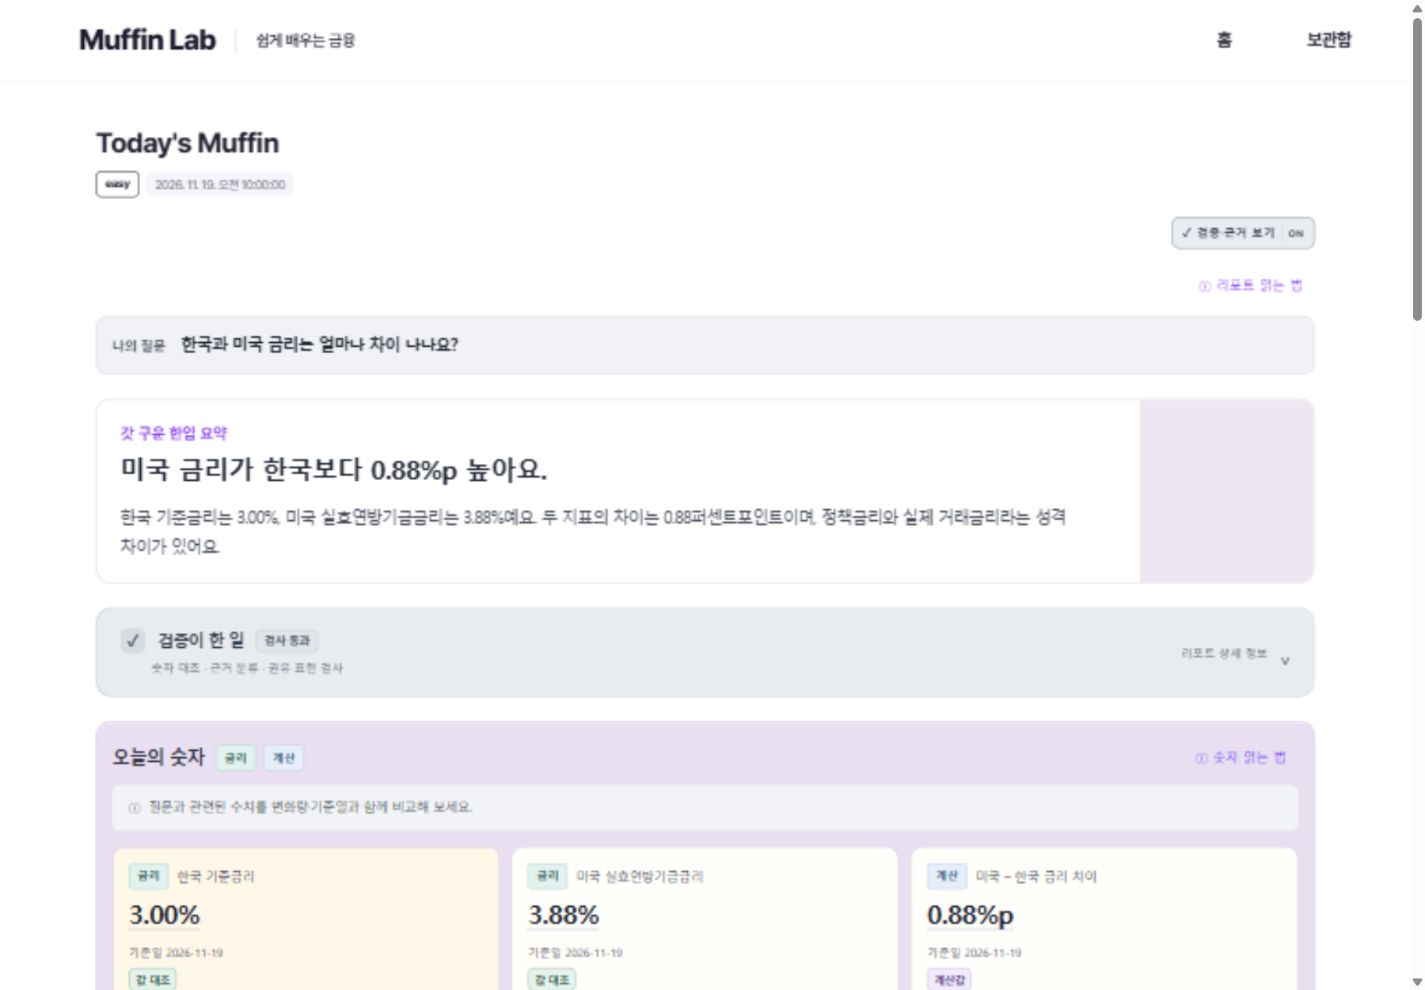 Muffin Lab 쉽게 배우는 금융 홈 보관함
Today's Muffin
easy 2026. 11. 19. 오전 10:00:00
✓ 검증·근거 보기 ON
ⓘ 리포트 읽는 법
나의 질문 한국과 미국 금리는 얼마나 차이 나나요?
갓 구운 한입 요약
미국 금리가 한국보다 0.88%p 높아요.
한국 기준금리는 3.00%, 미국 실효연방기금금리는 3.88%예요. 두 지표의 차이는 0.88퍼센트포인트이며, 정책금리와 실제 거래금리라는 성격
차이가 있어요.
✓ 검증이 한 일 검사 통과
숫자 대조 · 근거 분류 · 권유 표현 검사
리포트 상세 정보 ∨
오늘의 숫자 금리 계산 ⓘ 숫자 읽는 법
ⓘ 질문과 관련된 수치를 변화량·기준일과 함께 비교해 보세요.
금리 한국 기준금리
3.00%
기준일 2026-11-19
값 대조
금리 미국 실효연방기금금리
3.88%
기준일 2026-11-19
값 대조
계산 미국 − 한국 금리 차이
0.88%p
기준일 2026-11-19
계산값